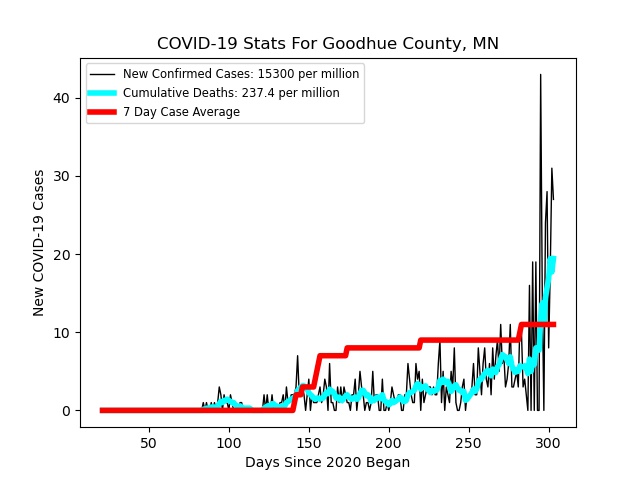 COVID-19 Stats For Goodhue County, MN
New Confirmed Cases: 15300 per million
Cumulative Deaths: 237.4 per million
7 Day Case Average
New COVID-19 Cases
40
30
20
10
0
50 100 150 200 250 300
Days Since 2020 Began